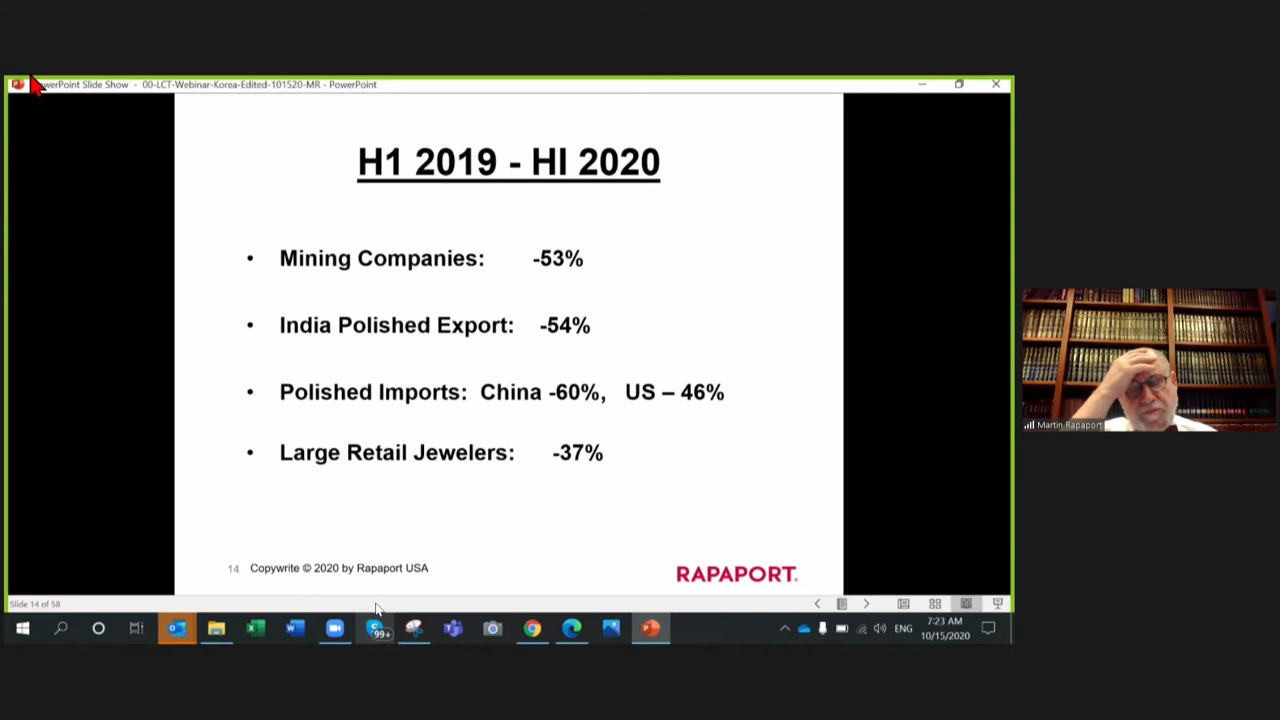 PowerPoint Slide Show - 00-LCT-Webinar-Korea-Edited-101520-MR - PowerPoint
H1 2019 - HI 2020
• Mining Companies: -53%
• India Polished Export: -54%
• Polished Imports: China -60%, US – 46%
• Large Retail Jewelers: -37%
14 Copywrite © 2020 by Rapaport USA
RAPAPORT.
Martin Rapaport
Slide 14 of 58
99+
ENG
7:23 AM
10/15/2020